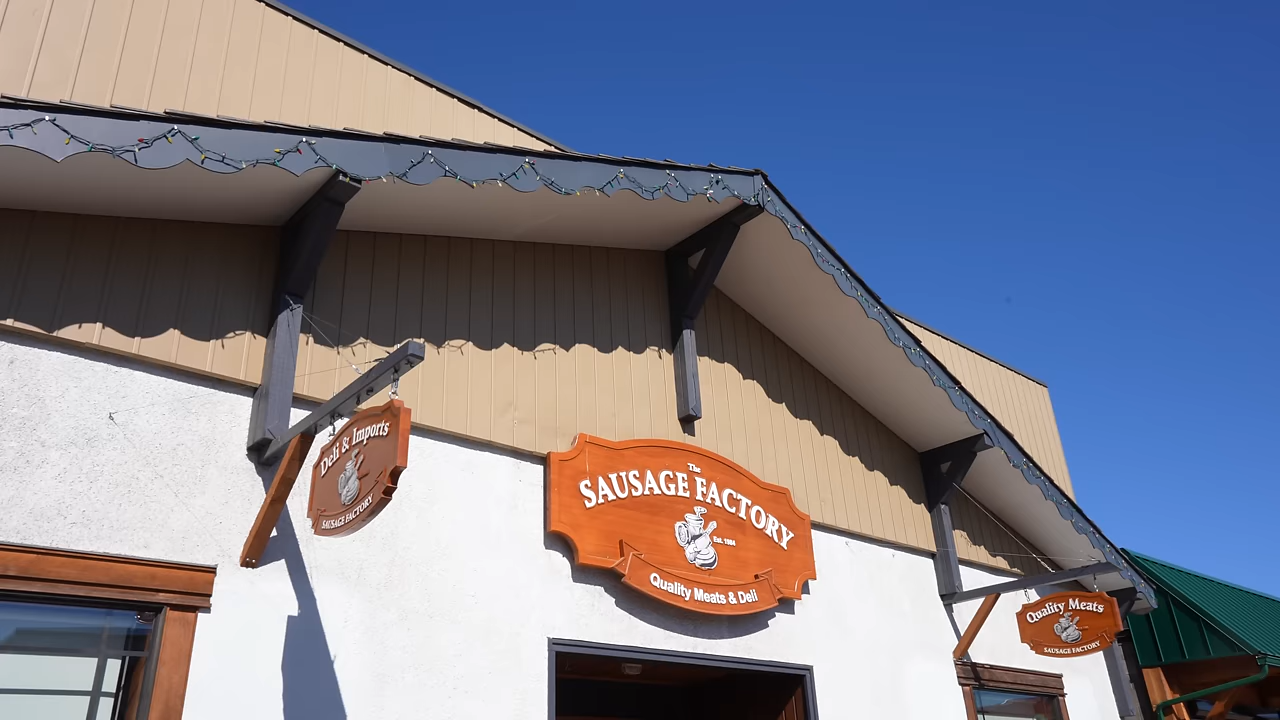 Deli & Imports
SAUSAGE FACTORY
The
SAUSAGE FACTORY
Est. 1984
Quality Meats & Deli
Quality Meats
SAUSAGE FACTORY